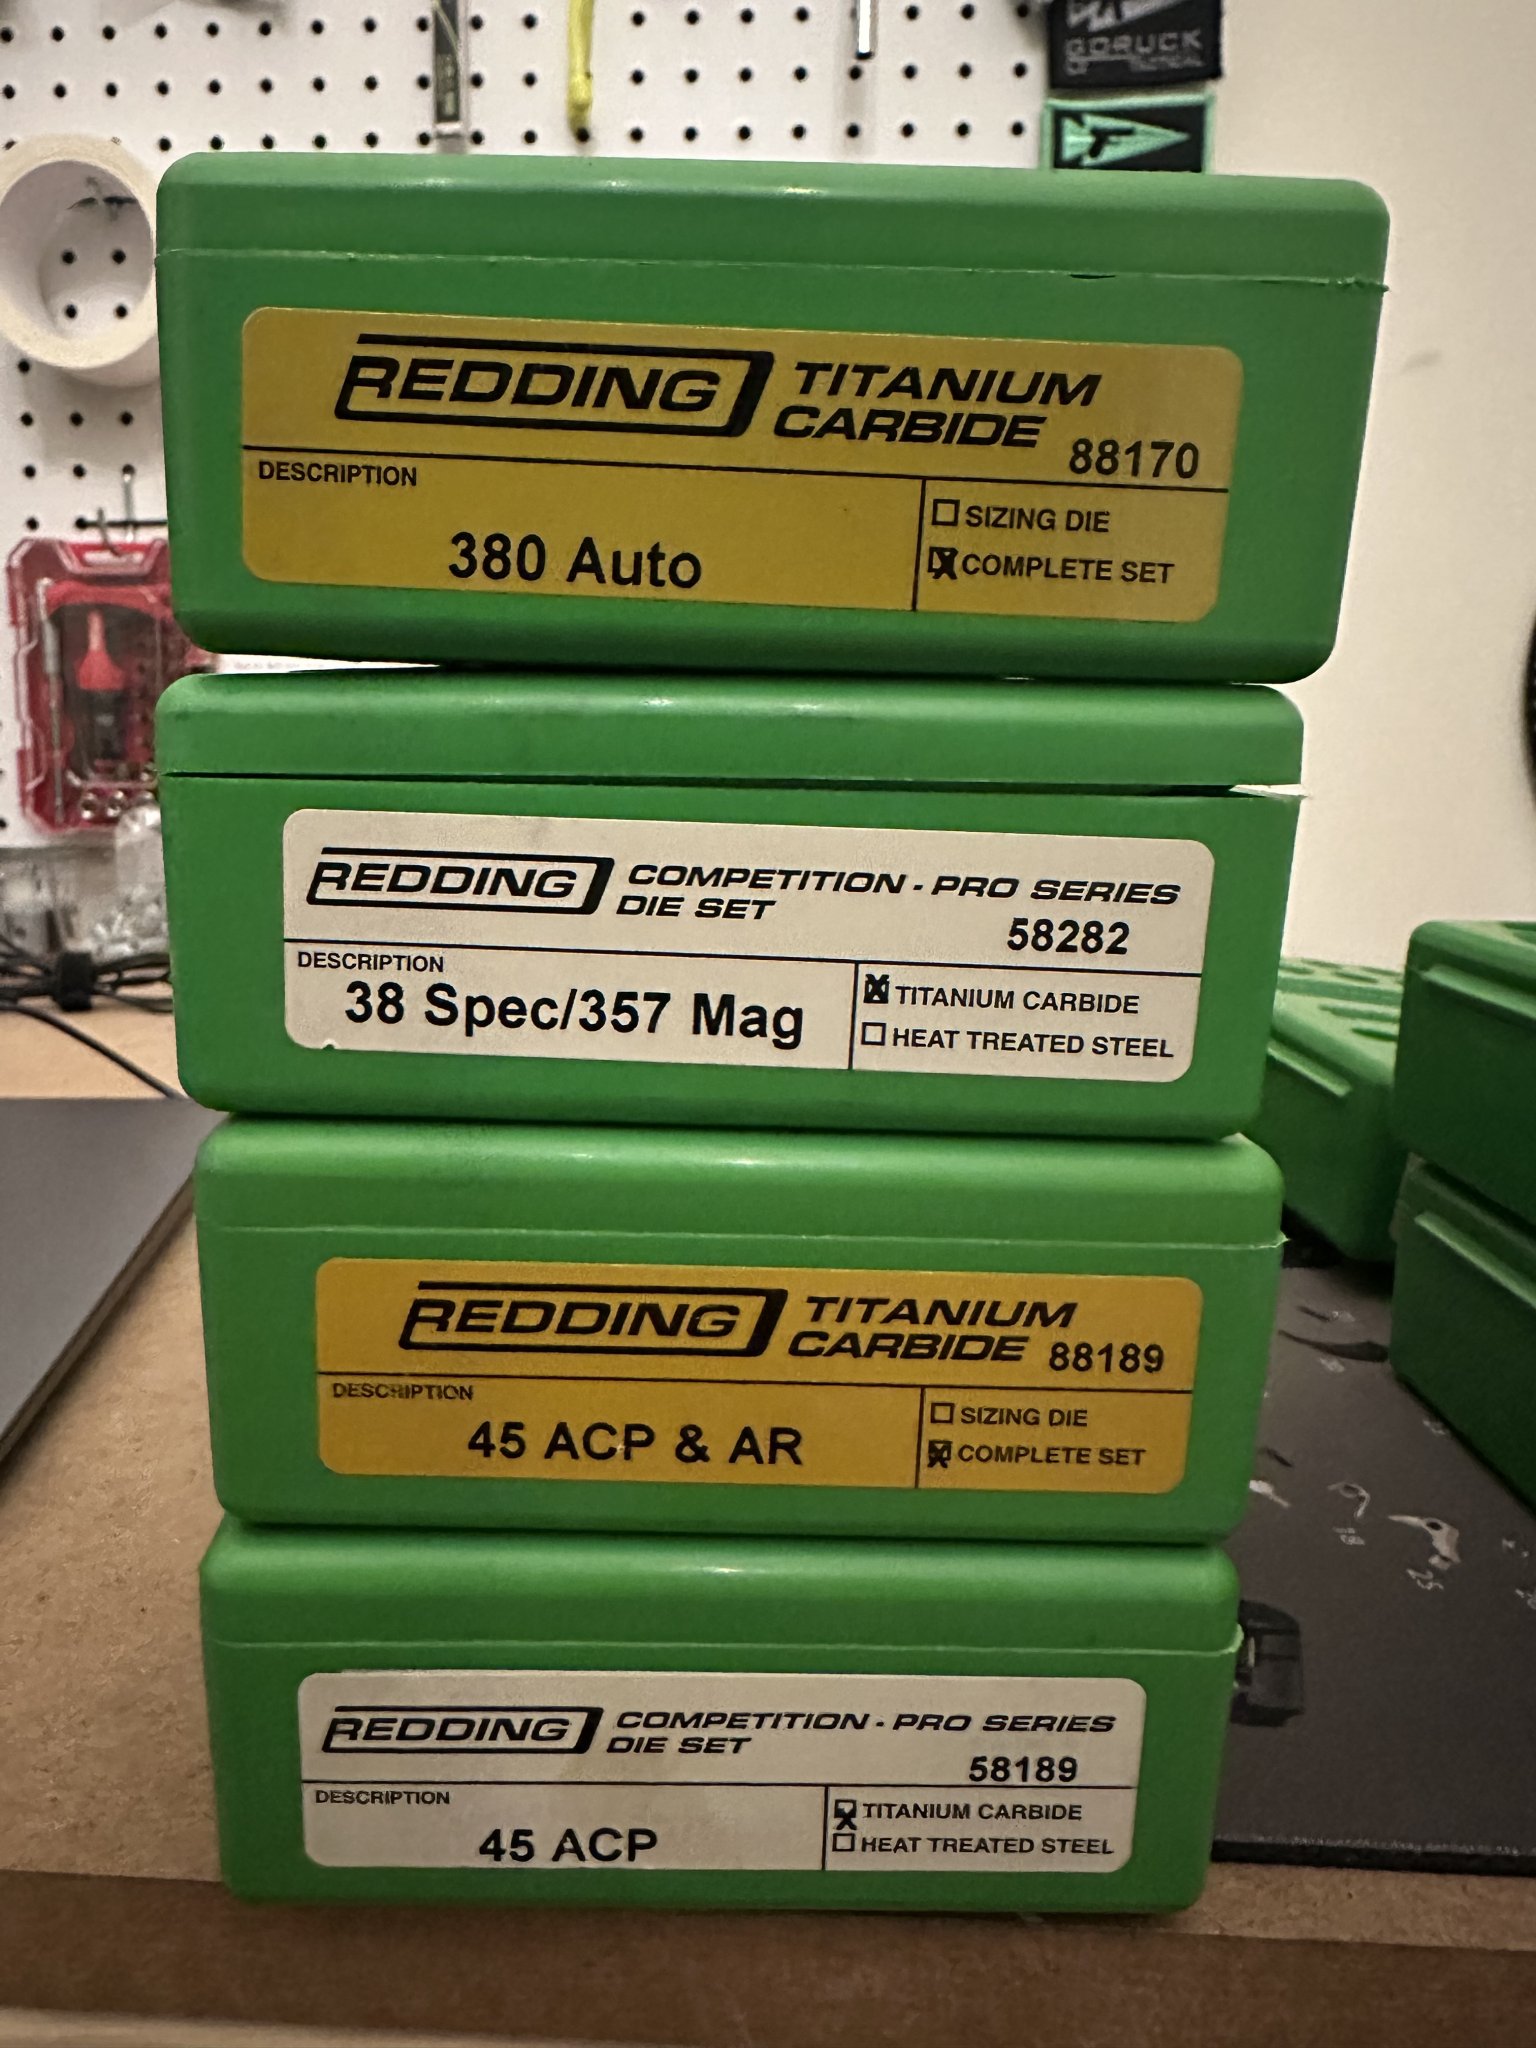 GORUCK
TACTICAL
REDDING TITANIUM
CARBIDE 88170
DESCRIPTION
380 Auto
SIZING DIE
COMPLETE SET
REDDING COMPETITION - PRO SERIES
DIE SET
58282
DESCRIPTION
38 Spec/357 Mag
TITANIUM CARBIDE
HEAT TREATED STEEL
REDDING TITANIUM
CARBIDE 88189
DESCRIPTION
45 ACP & AR
SIZING DIE
COMPLETE SET
REDDING COMPETITION - PRO SERIES
DIE SET
58189
DESCRIPTION
45 ACP
TITANIUM CARBIDE
HEAT TREATED STEEL